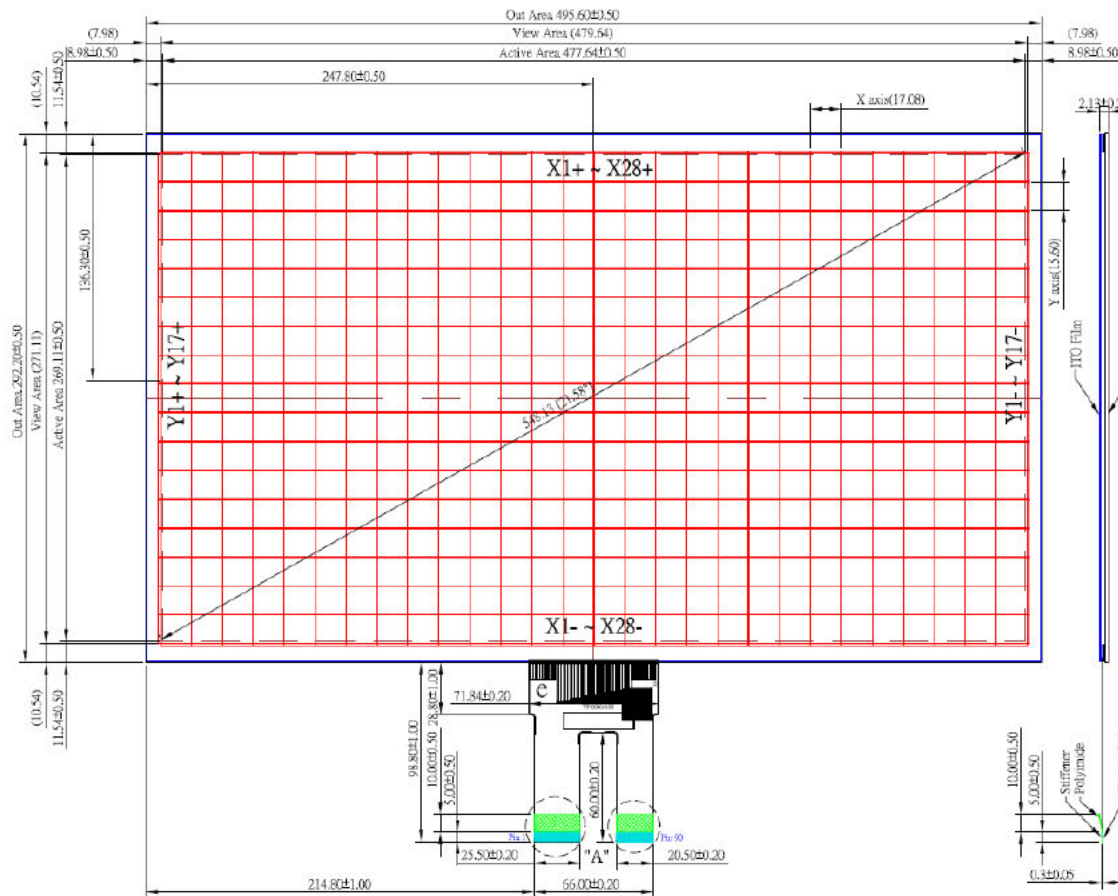 Out Area 495.60±0.50
(7.98)
View Area (479.64)
(7.98)
8.98±0.50
Active Area 477.64±0.50
8.98±0.50
247.80±0.50
X axis(17.08)
(10.54)
11.54±0.50
X1+ ~ X28+
136.30±0.50
Y axis(15.60)
Out Area 292.20±0.50
View Area (271.11)
Active Area 269.11±0.50
Y1+ ~ Y17+
548.13 (21.58")
Y1- ~ Y17-
ITO Film
X1- ~ X28-
(10.54)
11.54±0.50
e
71.84±0.20
28.80±1.00
98.80±1.00
10.00±0.50
5.00±0.50
60.00±0.20
Pin 1
Pin 90
"A"
25.50±0.20
20.50±0.20
214.80±1.00
66.00±0.20
10.00±0.50
5.00±0.50
Stiffener
Polyimide
0.3±0.05